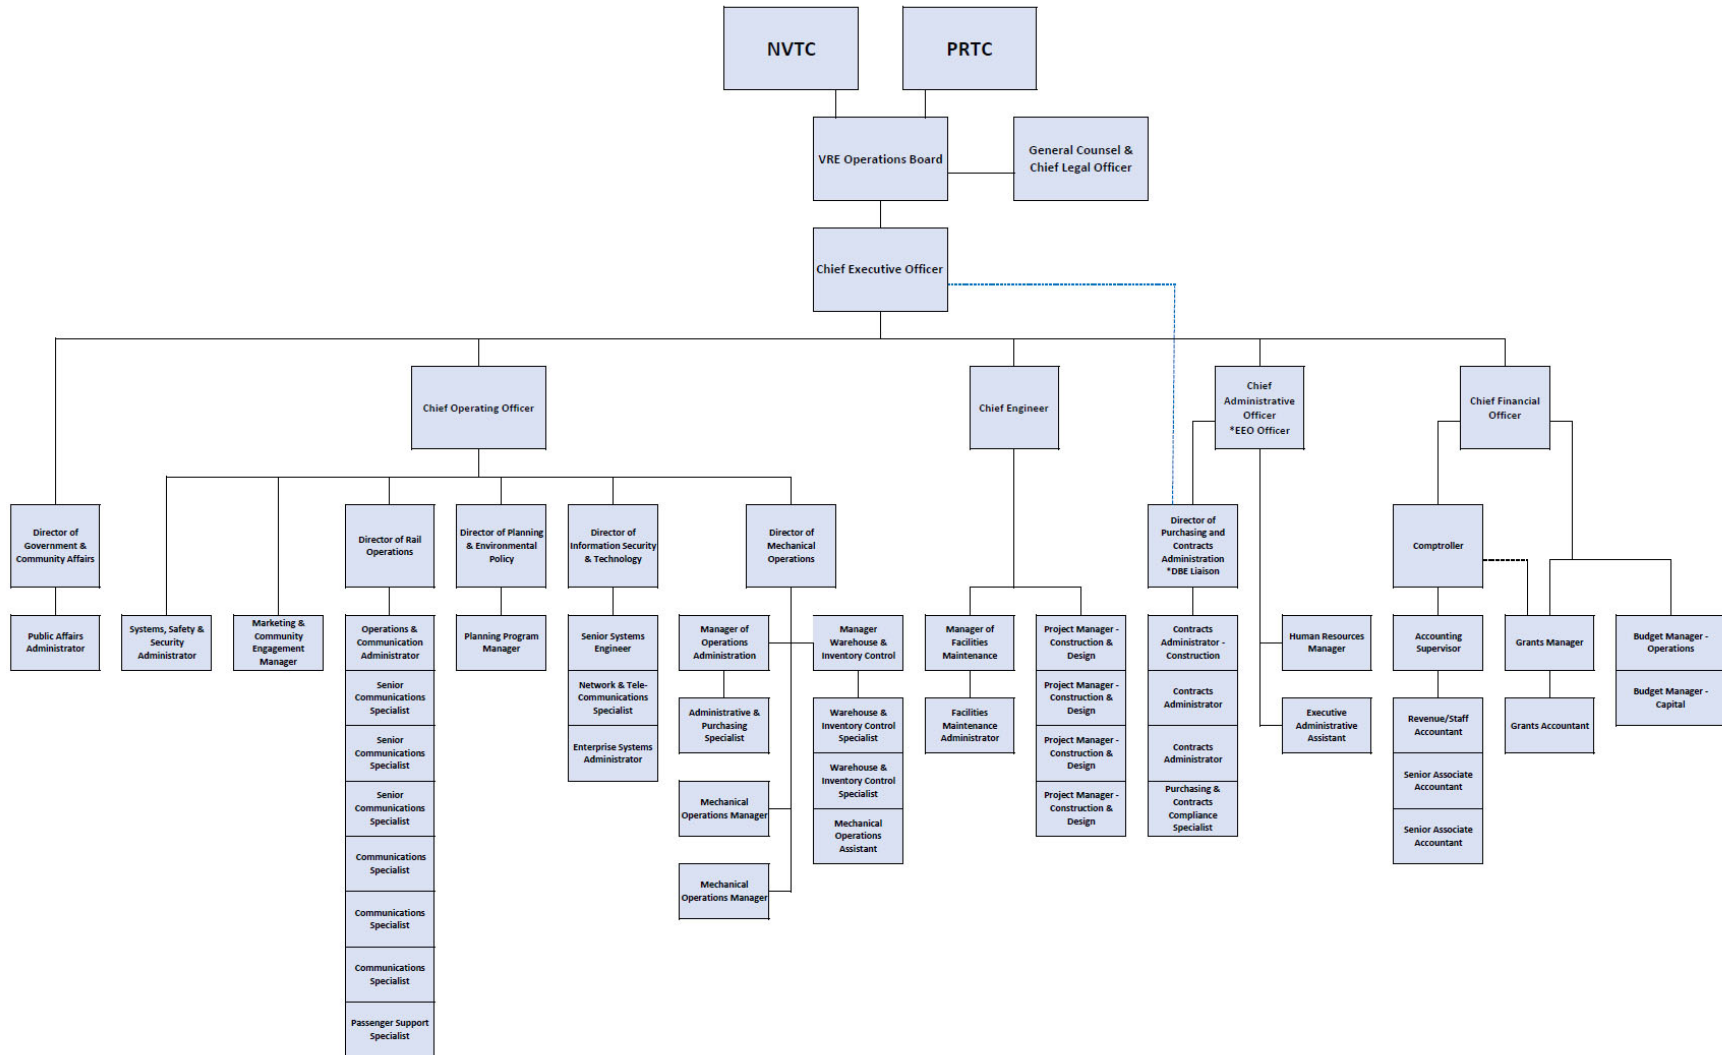 NVTC
PRTC
VRE Operations Board
General Counsel &
Chief Legal Officer
Chief Executive Officer
Chief Operating Officer
Chief Engineer
Chief
Administrative
Officer
*EEO Officer
Chief Financial
Officer
Director of
Government &
Community Affairs
Director of Rail
Operations
Director of Planning
& Environmental
Policy
Director of
Information Security
& Technology
Director of
Mechanical
Operations
Director of
Purchasing and
Contracts
Administration
*DBE Liaison
Comptroller
Public Affairs
Administrator
Systems, Safety &
Security
Administrator
Marketing &
Community
Engagement
Manager
Operations &
Communication
Administrator
Senior
Communications
Specialist
Senior
Communications
Specialist
Senior
Communications
Specialist
Communications
Specialist
Communications
Specialist
Communications
Specialist
Passenger Support
Specialist
Planning Program
Manager
Senior Systems
Engineer
Network & Tele-
Communications
Specialist
Enterprise Systems
Administrator
Manager of
Operations
Administration
Administrative &
Purchasing
Specialist
Mechanical
Operations Manager
Mechanical
Operations Manager
Manager
Warehouse &
Inventory Control
Warehouse &
Inventory Control
Specialist
Warehouse &
Inventory Control
Specialist
Mechanical
Operations
Assistant
Manager of
Facilities
Maintenance
Facilities
Maintenance
Administrator
Project Manager -
Construction &
Design
Project Manager -
Construction &
Design
Project Manager -
Construction &
Design
Project Manager -
Construction &
Design
Contracts
Administrator -
Construction
Contracts
Administrator
Contracts
Administrator
Purchasing &
Contracts
Compliance
Specialist
Human Resources
Manager
Executive
Administrative
Assistant
Accounting
Supervisor
Revenue/Staff
Accountant
Senior Associate
Accountant
Senior Associate
Accountant
Grants Manager
Grants Accountant
Budget Manager -
Operations
Budget Manager -
Capital